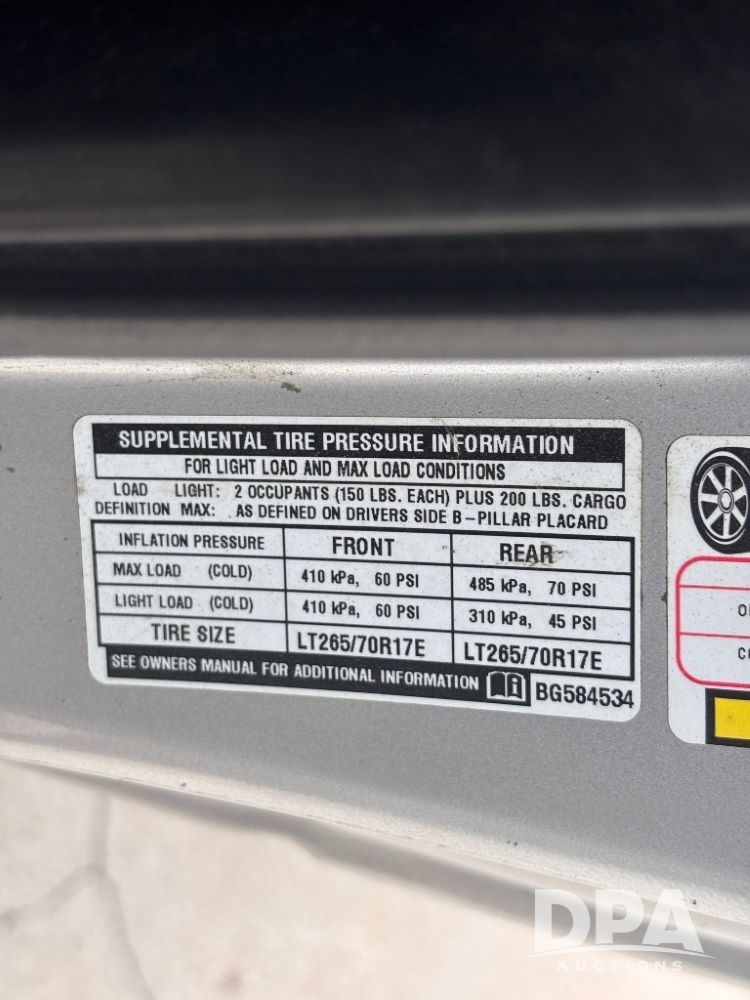 SUPPLEMENTAL TIRE PRESSURE INFORMATION
FOR LIGHT LOAD AND MAX LOAD CONDITIONS
LOAD LIGHT: 2 OCCUPANTS (150 LBS. EACH) PLUS 200 LBS. CARGO
DEFINITION MAX: AS DEFINED ON DRIVERS SIDE B-PILLAR PLACARD
INFLATION PRESSURE FRONT REAR
MAX LOAD (COLD) 410 kPa, 60 PSI 485 kPa, 70 PSI
LIGHT LOAD (COLD) 410 kPa, 60 PSI 310 kPa, 45 PSI
TIRE SIZE LT265/70R17E LT265/70R17E
SEE OWNERS MANUAL FOR ADDITIONAL INFORMATION BG584534
DPA
AUCTIONS